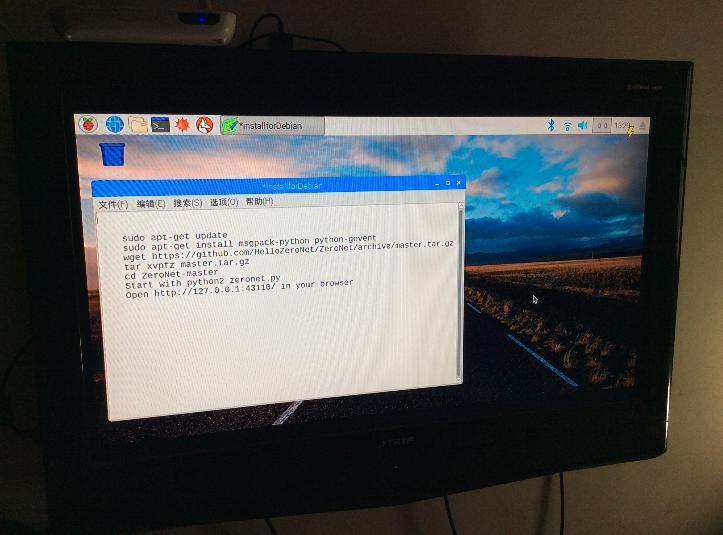 *installforDebian
13:29
*installforDebian
文件(F) 编辑(E) 搜索(S) 选项(O) 帮助(H)
sudo apt-get update
sudo apt-get install msgpack-python python-gevent
wget https://github.com/HelloZeroNet/ZeroNet/archive/master.tar.gz
tar xvpfz master.tar.gz
cd ZeroNet-master
Start with python2 zeronet.py
Open http://127.0.0.1:43110/ in your browser